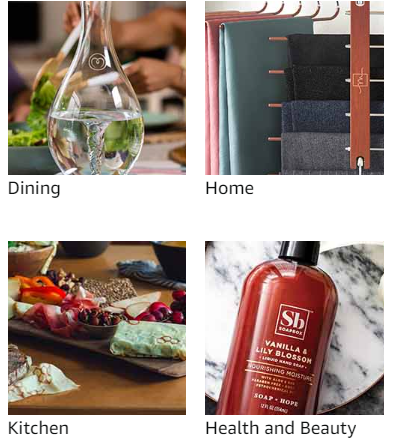 Dining
Home
Kitchen
Sb
SOAPBOX
VANILLA &
LILY BLOSSOM
LIQUID HAND SOAP
NOURISHING MOISTURE
SOAP = HOPE
Health and Beauty